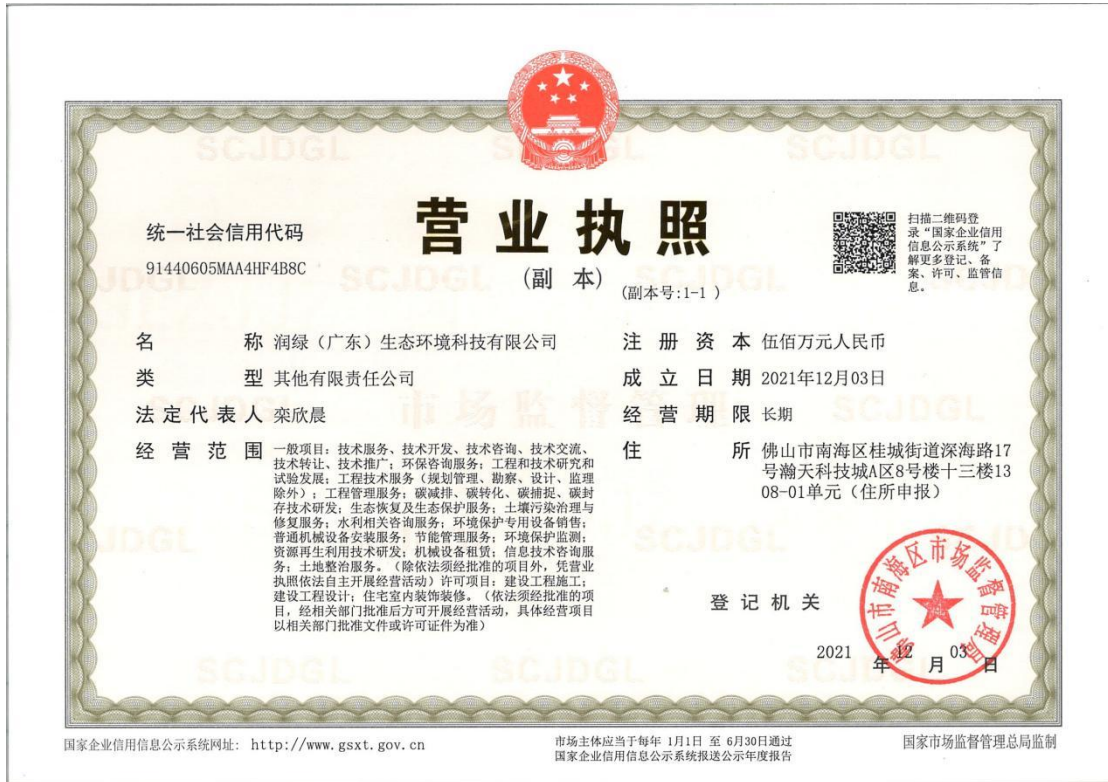 营业执照
(副 本)
(副本号:1-1 )
统一社会信用代码
91440605MAA4HF4B8C
扫描二维码登
录“国家企业信用
信息公示系统”了
解更多登记、备
案、许可、监管信
息。
名 称 润绿（广东）生态环境科技有限公司
类 型 其他有限责任公司
法定代表人 栾欣晨
经营范围 一般项目：技术服务、技术开发、技术咨询、技术交流、
技术转让、技术推广；环保咨询服务；工程和技术研究和
试验发展；工程技术服务（规划管理、勘察、设计、监理
除外）；工程管理服务；碳减排、碳转化、碳捕捉、碳封
存技术研发；生态恢复及生态保护服务；土壤污染治理与
修复服务；水利相关咨询服务；环境保护专用设备销售；
普通机械设备安装服务；节能管理服务；环境保护监测；
资源再生利用技术研发；机械设备租赁；信息技术咨询服
务；土地整治服务。（除依法须经批准的项目外，凭营业
执照依法自主开展经营活动）许可项目：建设工程施工；
建设工程设计；住宅室内装饰装修。（依法须经批准的项
目，经相关部门批准后方可开展经营活动，具体经营项目
以相关部门批准文件或许可证件为准）
注册资本 伍佰万元人民币
成立日期 2021年12月03日
经营期限 长期
住 所 佛山市南海区桂城街道深海路17
号瀚天科技城A区8号楼十三楼13
08-01单元（住所申报）
登记机关
佛山市南海区市场监督管理局
2021 年 12 月 03 日
国家企业信用信息公示系统网址：http://www.gsxt.gov.cn
市场主体应当于每年 1月1日 至 6月30日通过
国家企业信用信息公示系统报送公示年度报告
国家市场监督管理总局监制
SCJDGL
市场监督管理